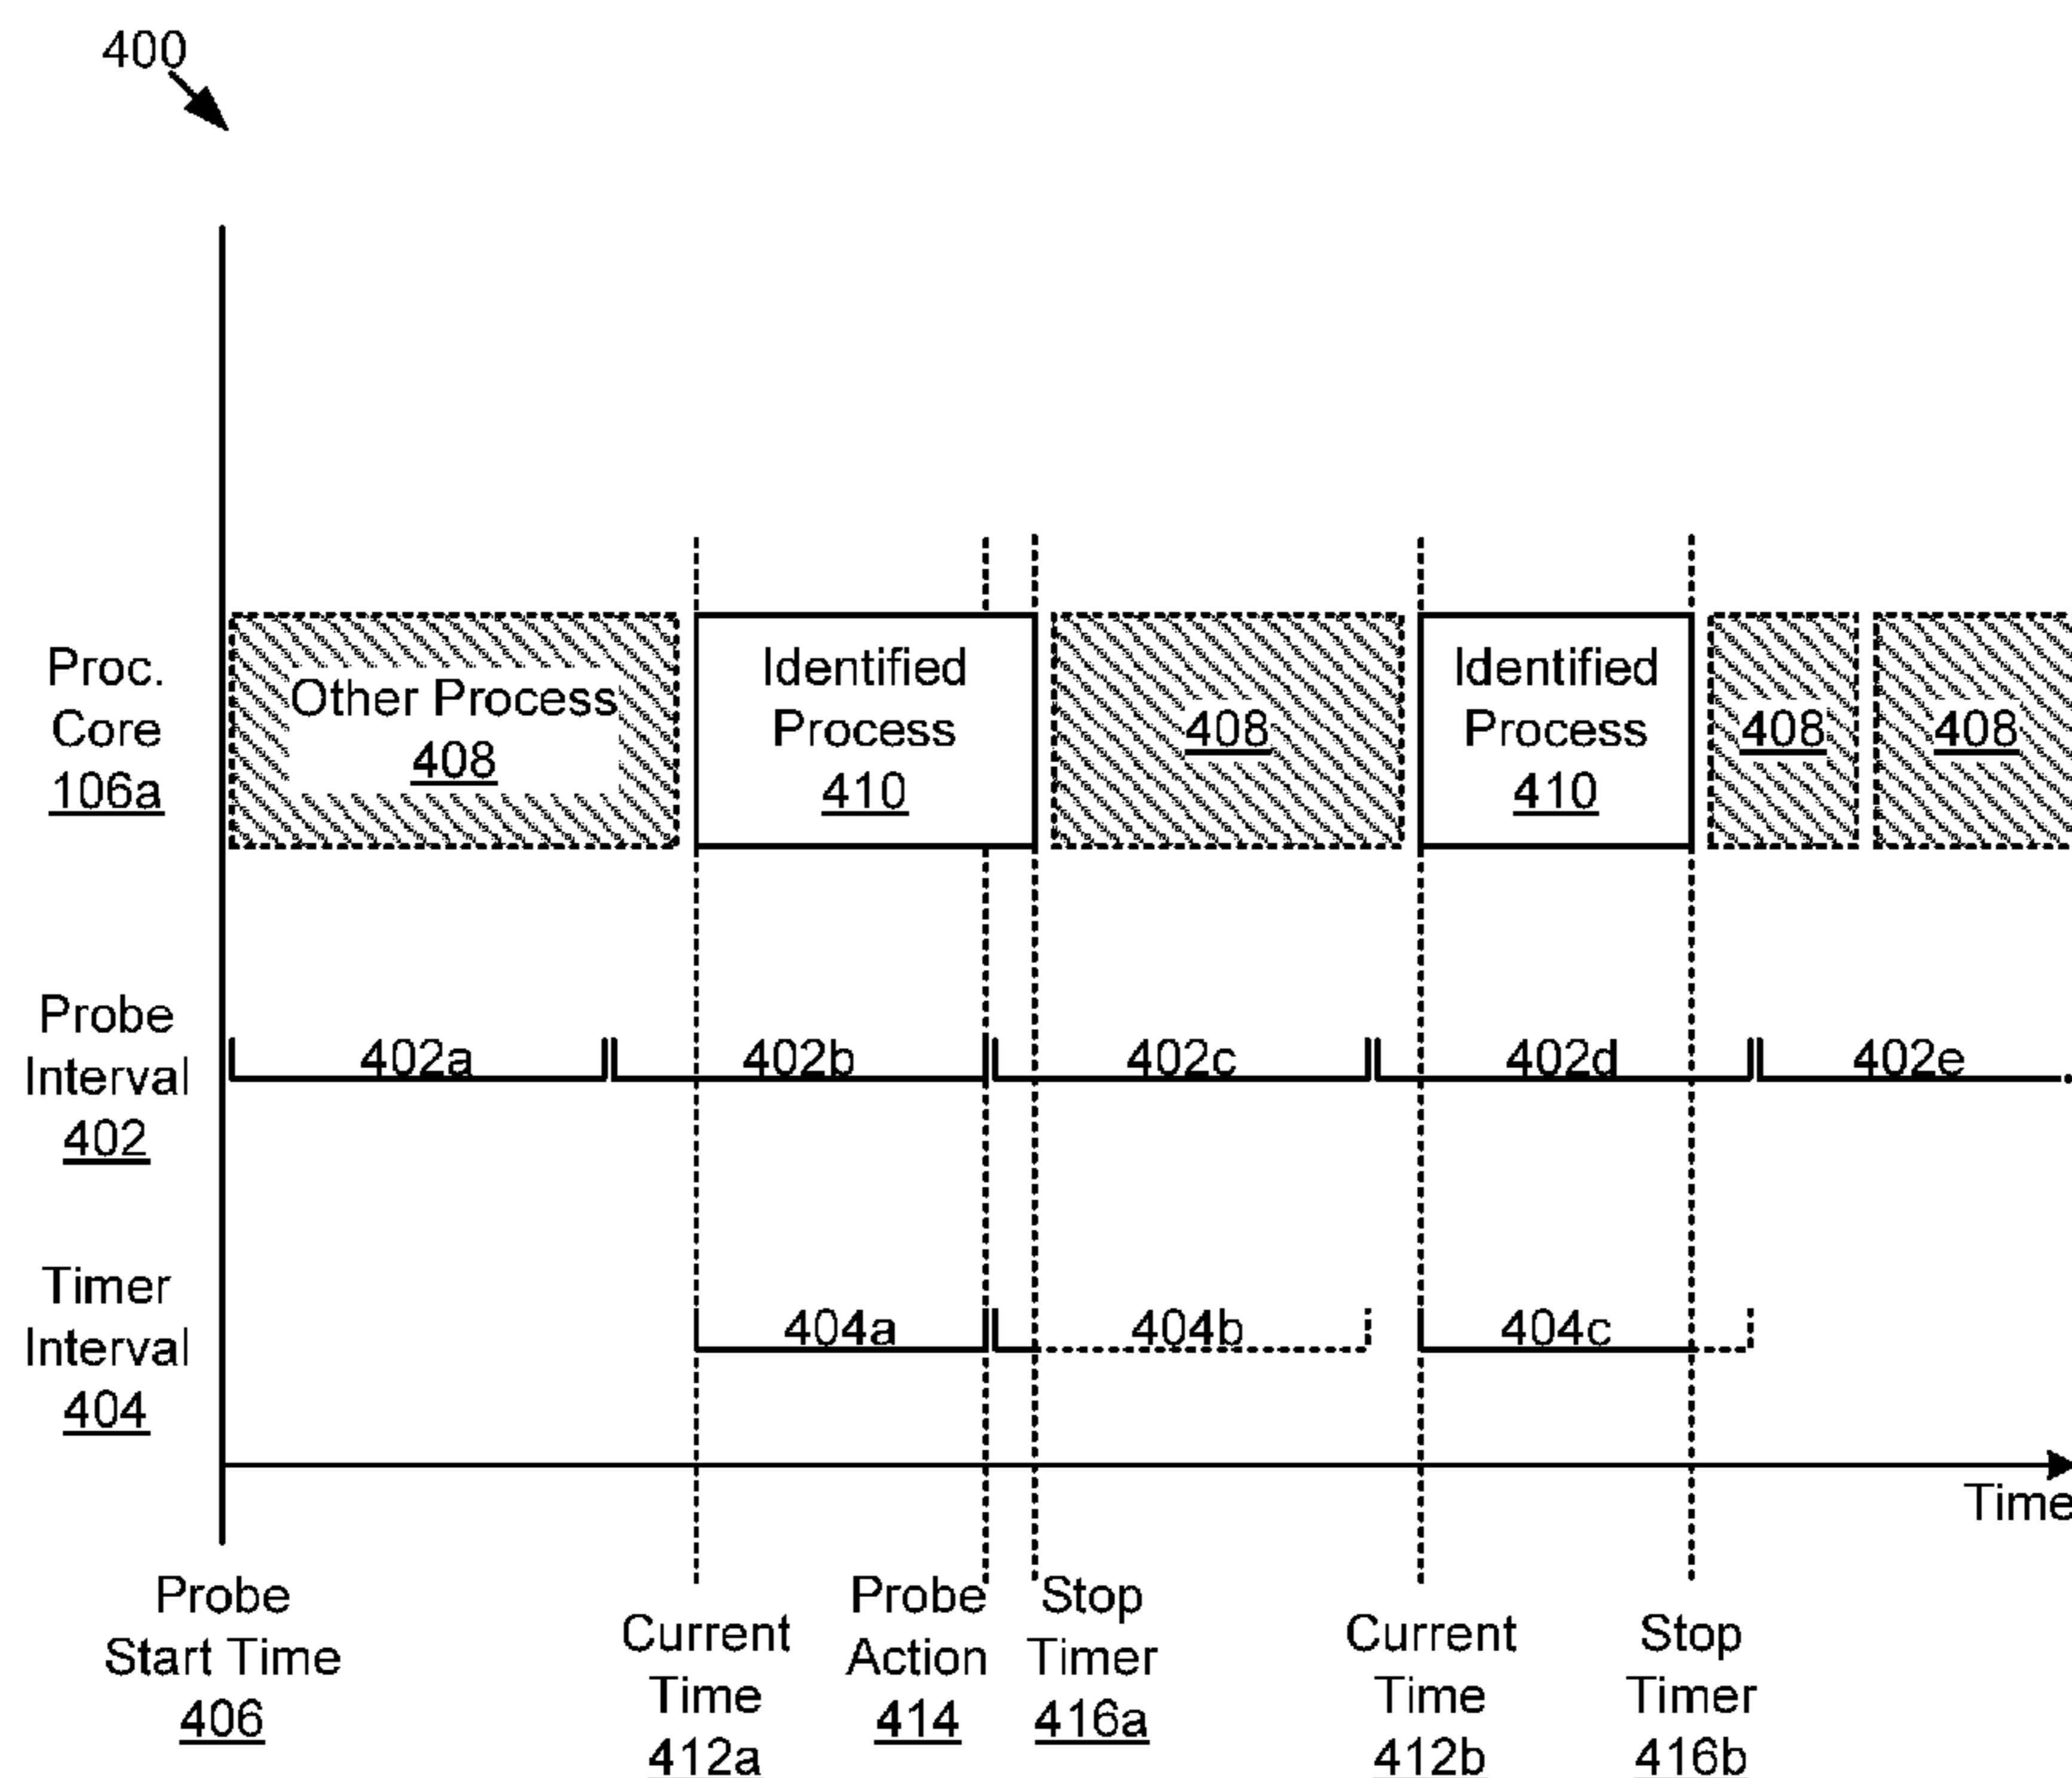 400
Proc.
Core
106a
Other Process
408
Identified
Process
410
408
Identified
Process
410
408
408
Probe
Interval
402
402a
402b
402c
402d
402e
Timer
Interval
404
404a
404b
404c
Time
Probe
Start Time
406
Current
Time
412a
Probe
Action
414
Stop
Timer
416a
Current
Time
412b
Stop
Timer
416b